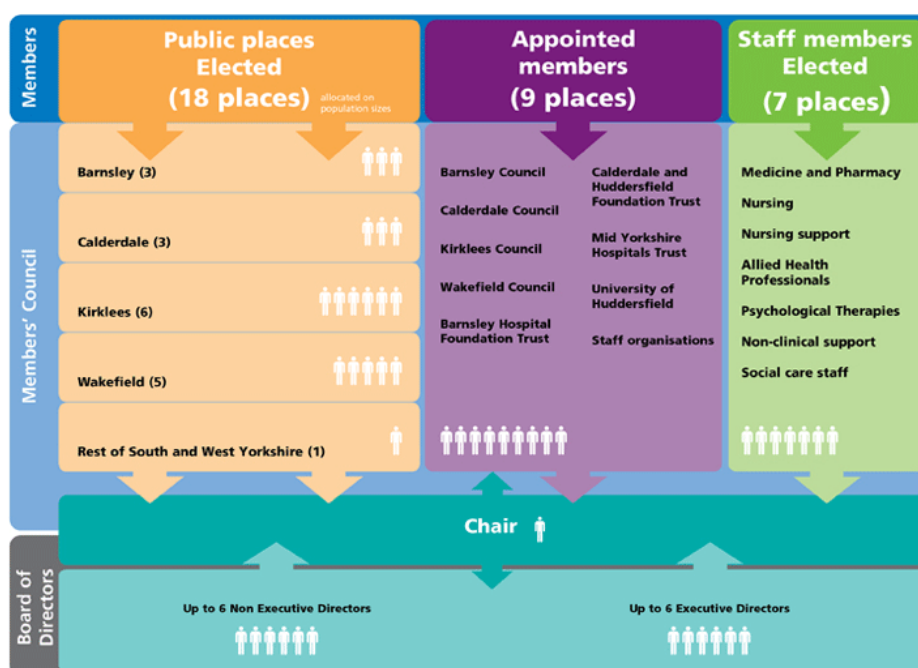 Members
Public places
Elected
(18 places)
allocated on
population sizes
Appointed
members
(9 places)
Staff members
Elected
(7 places)
Members' Council
Barnsley (3)
Calderdale (3)
Kirklees (6)
Wakefield (5)
Rest of South and West Yorkshire (1)
Barnsley Council
Calderdale Council
Kirklees Council
Wakefield Council
Barnsley Hospital
Foundation Trust
Calderdale and
Huddersfield
Foundation Trust
Mid Yorkshire
Hospitals Trust
University of
Huddersfield
Staff organisations
Medicine and Pharmacy
Nursing
Nursing support
Allied Health
Professionals
Psychological Therapies
Non-clinical support
Social care staff
Chair
Board of
Directors
Up to 6 Non Executive Directors
Up to 6 Executive Directors